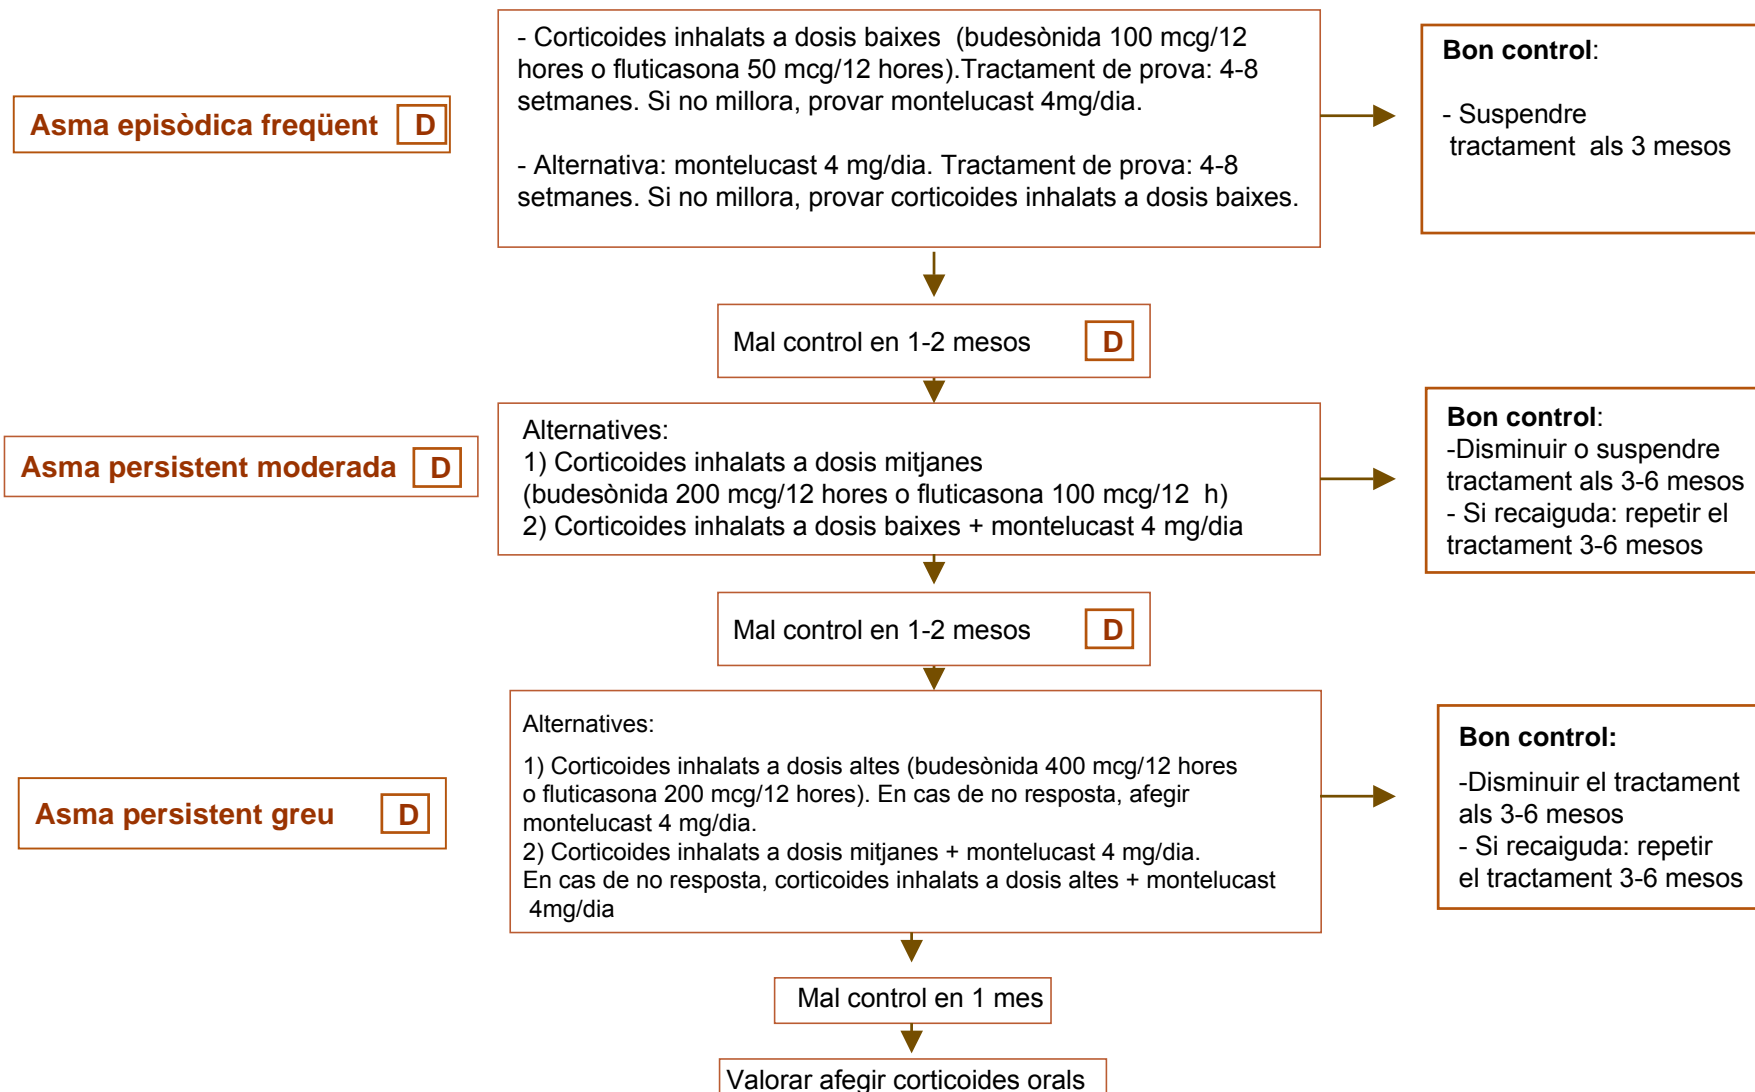 - Corticoides inhalats a dosis baixes (budesònida 100 mcg/12
hores o fluticasona 50 mcg/12 hores).Tractament de prova: 4-8
setmanes. Si no millora, provar montelucast 4mg/dia.
- Alternativa: montelucast 4 mg/dia. Tractament de prova: 4-8
setmanes. Si no millora, provar corticoides inhalats a dosis baixes.
Asma episòdica freqüent D
Bon control:
- Suspendre
tractament als 3 mesos
Mal control en 1-2 mesos D
Asma persistent moderada D
Alternatives:
1) Corticoides inhalats a dosis mitjanes
(budesònida 200 mcg/12 hores o fluticasona 100 mcg/12 h)
2) Corticoides inhalats a dosis baixes + montelucast 4 mg/dia
Bon control:
-Disminuir o suspendre
tractament als 3-6 mesos
- Si recaiguda: repetir el
tractament 3-6 mesos
Mal control en 1-2 mesos D
Asma persistent greu D
Alternatives:
1) Corticoides inhalats a dosis altes (budesònida 400 mcg/12 hores
o fluticasona 200 mcg/12 hores). En cas de no resposta, afegir
montelucast 4 mg/dia.
2) Corticoides inhalats a dosis mitjanes + montelucast 4 mg/dia.
En cas de no resposta, corticoides inhalats a dosis altes + montelucast
4mg/dia
Bon control:
-Disminuir el tractament
als 3-6 mesos
- Si recaiguda: repetir
el tractament 3-6 mesos
Mal control en 1 mes
Valorar afegir corticoides orals